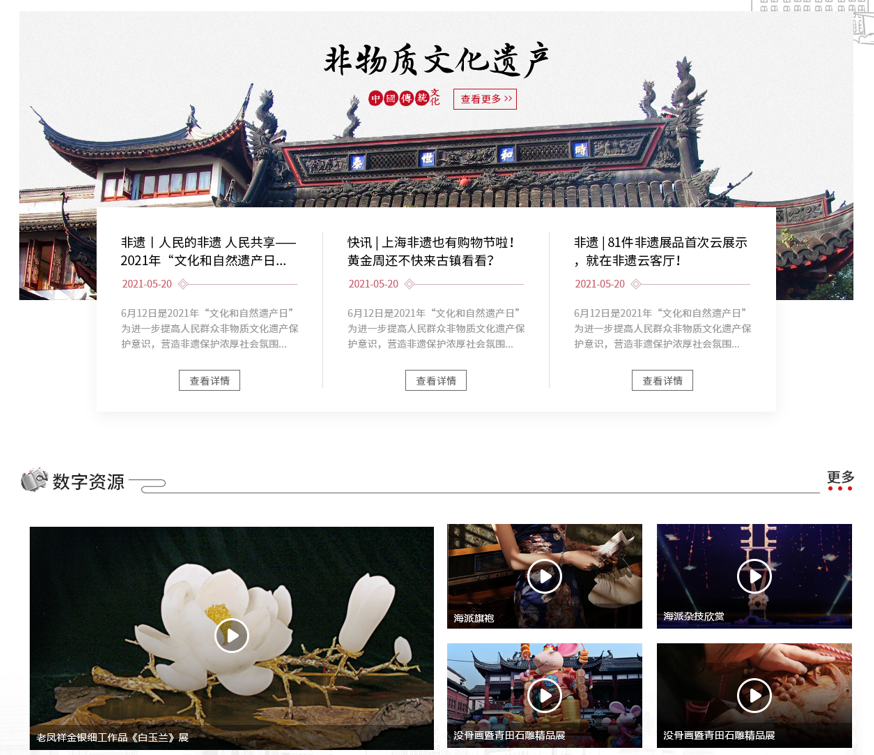 非物质文化遗产
中國傳統文化
查看更多 >>
泰世和時
非遗丨人民的非遗 人民共享——
2021年“文化和自然遗产日...
2021-05-20
6月12日是2021年“文化和自然遗产日”
为进一步提高人民群众非物质文化遗产保
护意识，营造非遗保护浓厚社会氛围...
查看详情
快讯 | 上海非遗也有购物节啦！
黄金周还不快来古镇看看？
2021-05-20
6月12日是2021年“文化和自然遗产日”
为进一步提高人民群众非物质文化遗产保
护意识，营造非遗保护浓厚社会氛围...
查看详情
非遗 | 81件非遗展品首次云展示
，就在非遗云客厅！
2021-05-20
6月12日是2021年“文化和自然遗产日”
为进一步提高人民群众非物质文化遗产保
护意识，营造非遗保护浓厚社会氛围...
查看详情
数字资源
更多
老凤祥金银细工作品《白玉兰》展
海派旗袍
海派杂技欣赏
没骨画暨青田石雕精品展
没骨画暨青田石雕精品展